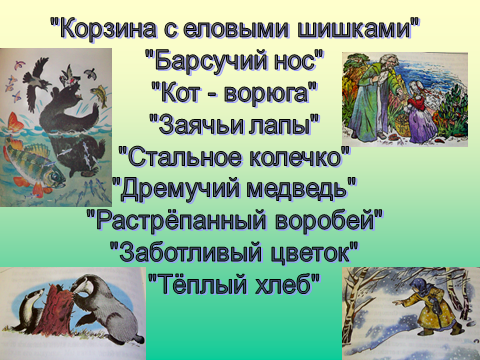 "Корзина с еловыми шишками"
"Барсучий нос"
"Кот - ворюга"
"Заячьи лапы"
"Стальное колечко"
"Дремучий медведь"
"Растрёпанный воробей"
"Заботливый цветок"
"Тёплый хлеб"